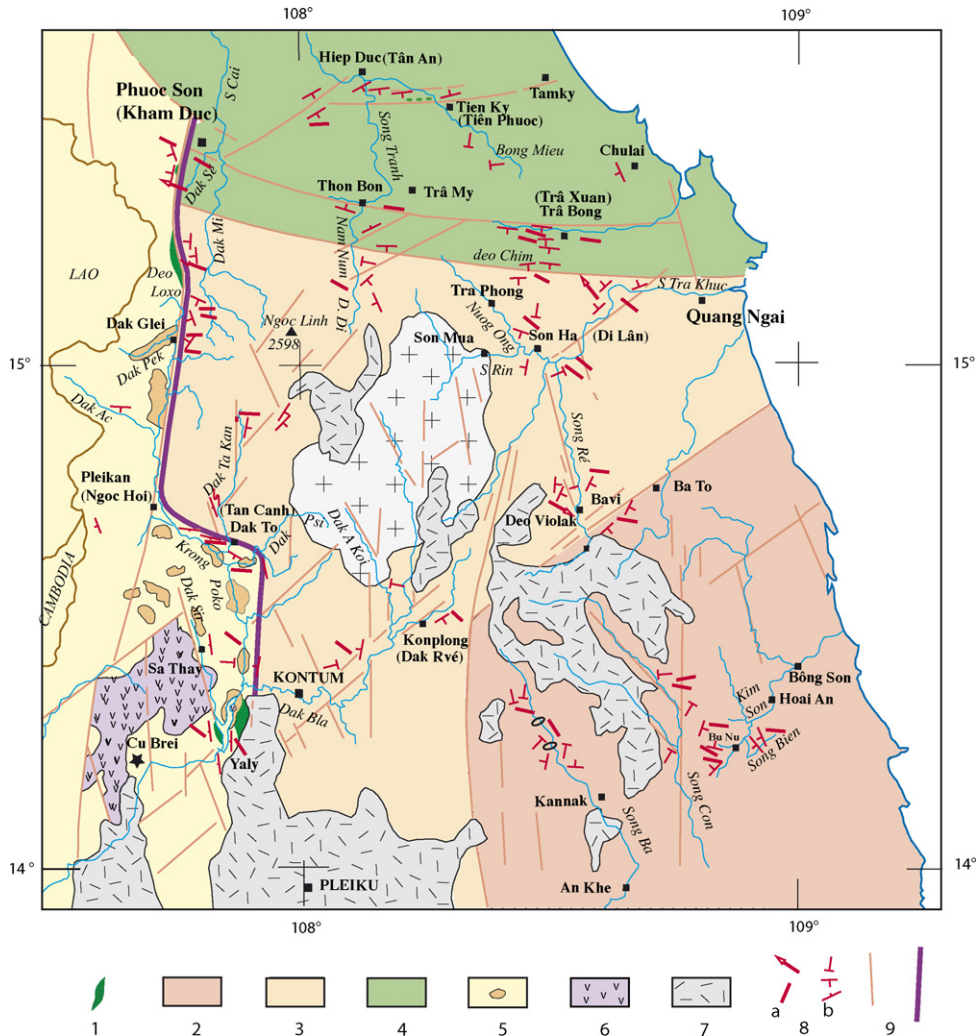 108°
109°
Hiep Duc (Tân An)
S Cai
Phuoc Son
(Kham Duc)
Tamky
Tien Ky
(Tiên Phuoc)
Song Tranh
Bong Mieu
Chulai
Dak Se
Thon Bon
Trâ My
(Trâ Xuan)
Trâ Bong
Dak Mi
Nam Num
deo Chim
LAO
Deo
Loxo
S Tra Khuc
Tra Phong
D. Di
Quang Ngai
Dak Glei
Ngoc Linh
2598
Nuog Ong
Son Mua
Son Ha
(Di Lân)
15°
Dak Pek
S Rin
15°
Dak Ac
Dak Ta Kan
Song Ré
Pleikan
(Ngoc Hoi)
Ba To
Bavi
(Tan Canh)
Dak To
Dak
Psi
Dak A Koi
Deo Violak
Krong
Poko
CAMBODIA
Dak Sir
Konplong
(Dak Rvé)
Sa Thay
KONTUM
Dak Bla
Bông Son
Kim
Son
Hoai An
Bu Nu
Song Bien
Cu Brei
Yaly
Kannak
Song Ba
Song Con
14°
14°
PLEIKU
An Khe
108°
109°
1
2
3
4
5
6
7
a
8
b
9